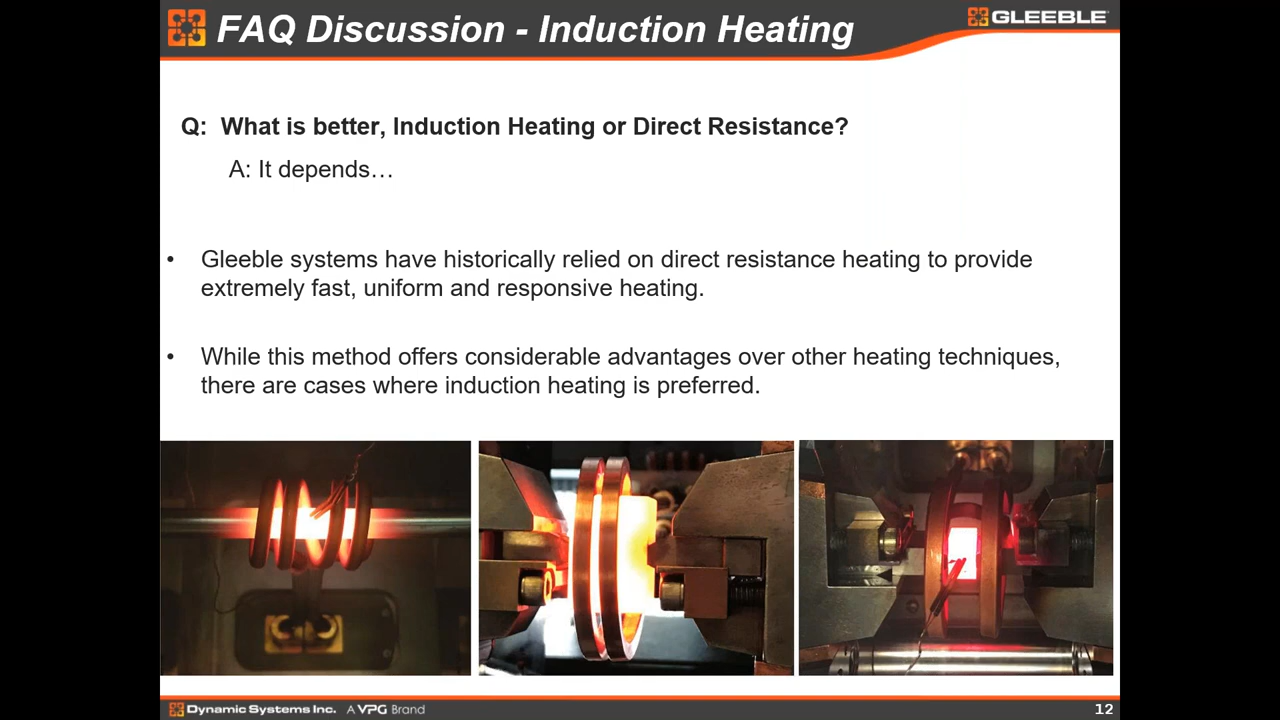 FAQ Discussion - Induction Heating
GLEEBLE
Q: What is better, Induction Heating or Direct Resistance?
A: It depends…
• Gleeble systems have historically relied on direct resistance heating to provide
extremely fast, uniform and responsive heating.
• While this method offers considerable advantages over other heating techniques,
there are cases where induction heating is preferred.
Dynamic Systems Inc. A VPG Brand
12